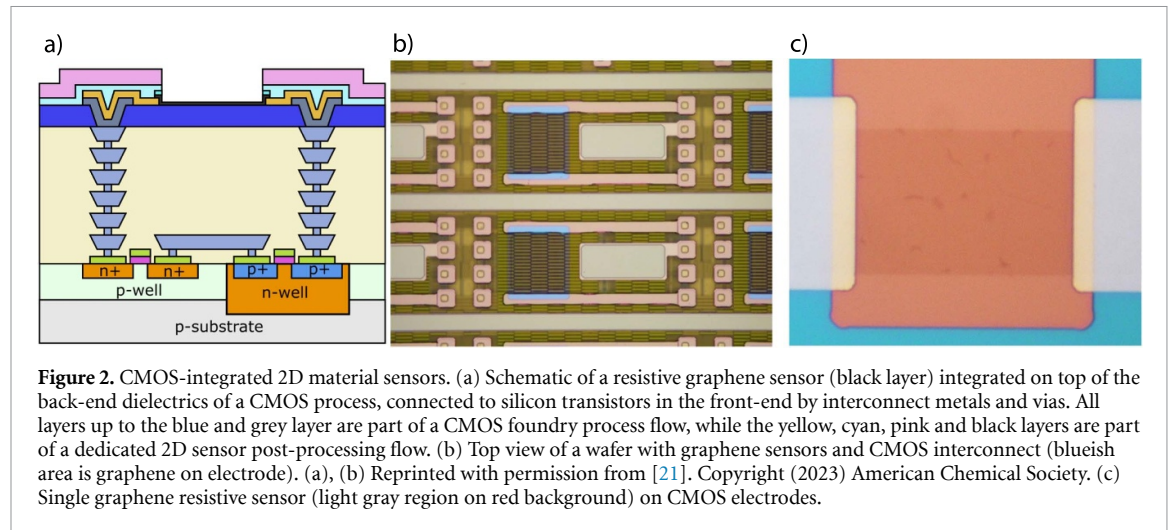 a)
b)
c)
n+
n+
p+
p+
p-well
n-well
p-substrate
Figure 2. CMOS-integrated 2D material sensors. (a) Schematic of a resistive graphene sensor (black layer) integrated on top of the
back-end dielectrics of a CMOS process, connected to silicon transistors in the front-end by interconnect metals and vias. All
layers up to the blue and grey layer are part of a CMOS foundry process flow, while the yellow, cyan, pink and black layers are part
of a dedicated 2D sensor post-processing flow. (b) Top view of a wafer with graphene sensors and CMOS interconnect (blueish
area is graphene on electrode). (a), (b) Reprinted with permission from [21]. Copyright (2023) American Chemical Society. (c)
Single graphene resistive sensor (light gray region on red background) on CMOS electrodes.